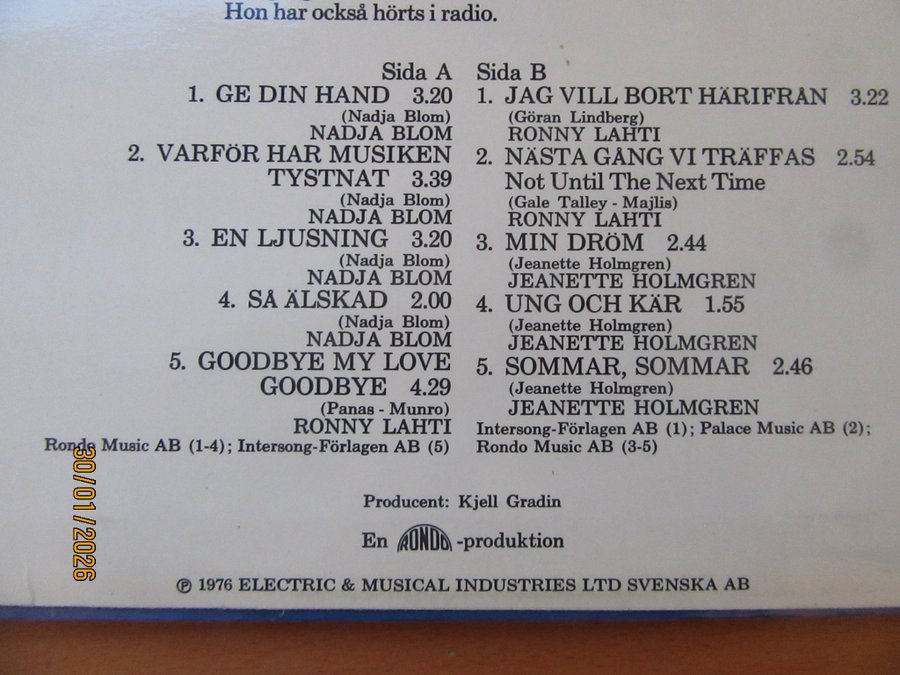 Hon har också hörts i radio.
Sida A
1. GE DIN HAND 3.20
(Nadja Blom)
NADJA BLOM
2. VARFÖR HAR MUSIKEN
TYSTNAT 3.39
(Nadja Blom)
NADJA BLOM
3. EN LJUSNING 3.20
(Nadja Blom)
NADJA BLOM
4. SÅ ÄLSKAD 2.00
(Nadja Blom)
NADJA BLOM
5. GOODBYE MY LOVE
GOODBYE 4.29
(Panas - Munro)
RONNY LAHTI
Rondo Music AB (1-4); Intersong-Förlagen AB (5)
Sida B
1. JAG VILL BORT HÄRIFRÅN 3.22
(Göran Lindberg)
RONNY LAHTI
2. NÄSTA GÅNG VI TRÄFFAS 2.54
Not Until The Next Time
(Gale Talley - Majlis)
RONNY LAHTI
3. MIN DRÖM 2.44
(Jeanette Holmgren)
JEANETTE HOLMGREN
4. UNG OCH KÄR 1.55
(Jeanette Holmgren)
JEANETTE HOLMGREN
5. SOMMAR, SOMMAR 2.46
(Jeanette Holmgren)
JEANETTE HOLMGREN
Intersong-Förlagen AB (1); Palace Music AB (2);
Rondo Music AB (3-5)
Producent: Kjell Gradin
En RONDO -produktion
℗ 1976 ELECTRIC & MUSICAL INDUSTRIES LTD SVENSKA AB
30/01/2026